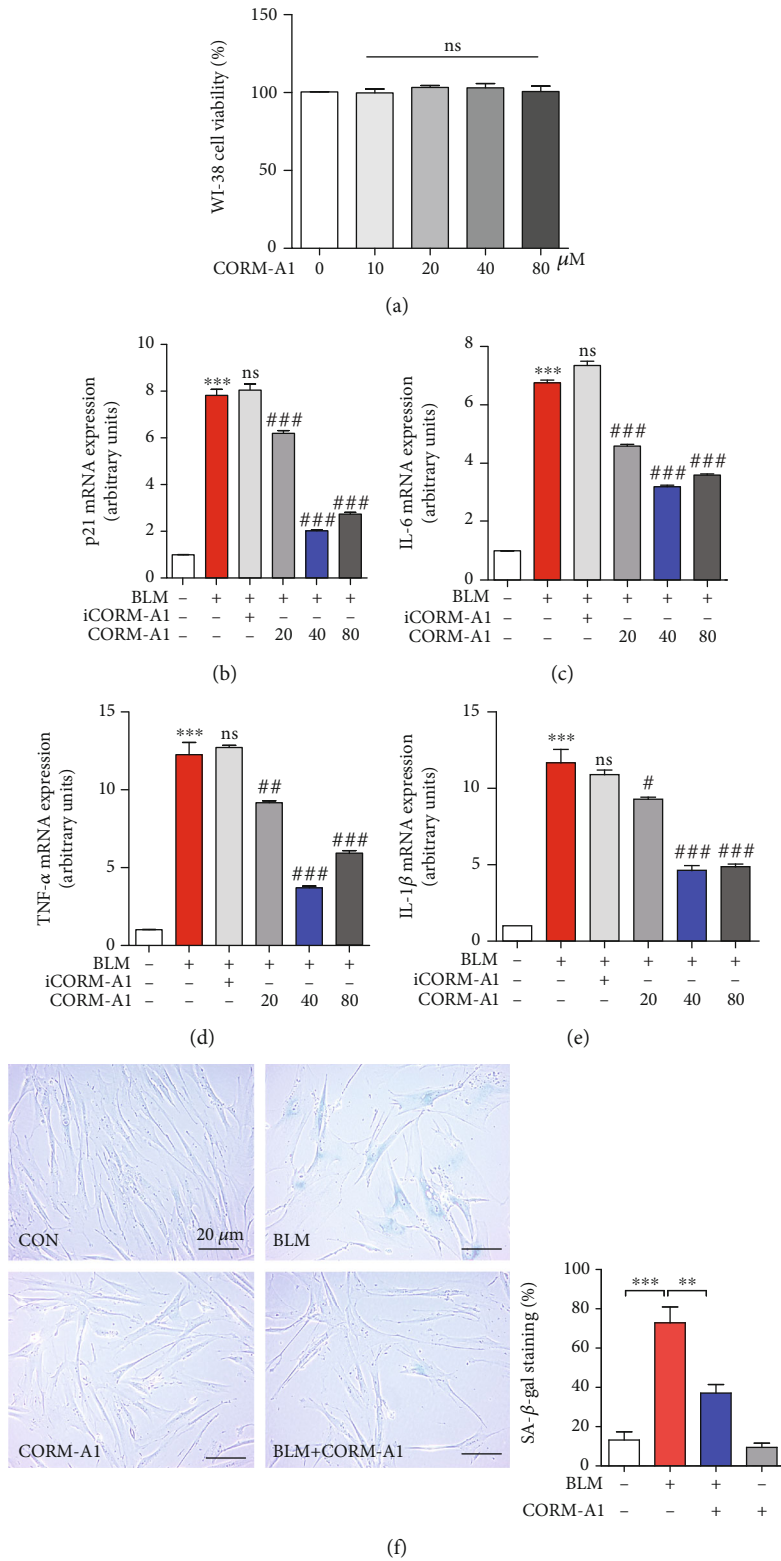 ns
150
100
50
0
WI-38 cell viability (%)
CORM-A1 0 10 20 40 80 μM
(a)
10
8
6
4
2
0
p21 mRNA expression
(arbitrary units)
*** ns ### ### ###
BLM – + + + + +
iCORM-A1 – – + – – –
CORM-A1 – – – 20 40 80
(b)
8
6
4
2
0
IL-6 mRNA expression
(arbitrary units)
*** ns ### ### ###
BLM – + + + + +
iCORM-A1 – – + – – –
CORM-A1 – – – 20 40 80
(c)
15
10
5
0
TNF-α mRNA expression
(arbitrary units)
*** ns ## ### ###
BLM – + + + + +
iCORM-A1 – – + – – –
CORM-A1 – – – 20 40 80
(d)
15
10
5
0
IL-1β mRNA expression
(arbitrary units)
*** ns # ### ###
BLM – + + + + +
iCORM-A1 – – + – – –
CORM-A1 – – – 20 40 80
(e)
CON
20 μm
BLM
CORM-A1
BLM+CORM-A1
100
80
60
40
20
0
SA-β-gal staining (%)
*** **
BLM – + + –
CORM-A1 – – + +
(f)